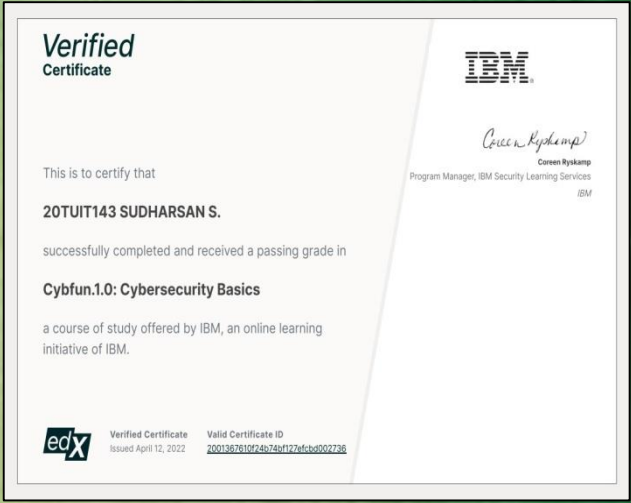 Verified
Certificate
IBM
Coreen Ryskamp
Coreen Ryskamp
Program Manager, IBM Security Learning Services
IBM
This is to certify that
20TUIT143 SUDHARSAN S.
successfully completed and received a passing grade in
Cybfun.1.0: Cybersecurity Basics
a course of study offered by IBM, an online learning
initiative of IBM.
edX
Verified Certificate
Issued April 12, 2022
Valid Certificate ID
2001367610f24b74bf127efcbd002736